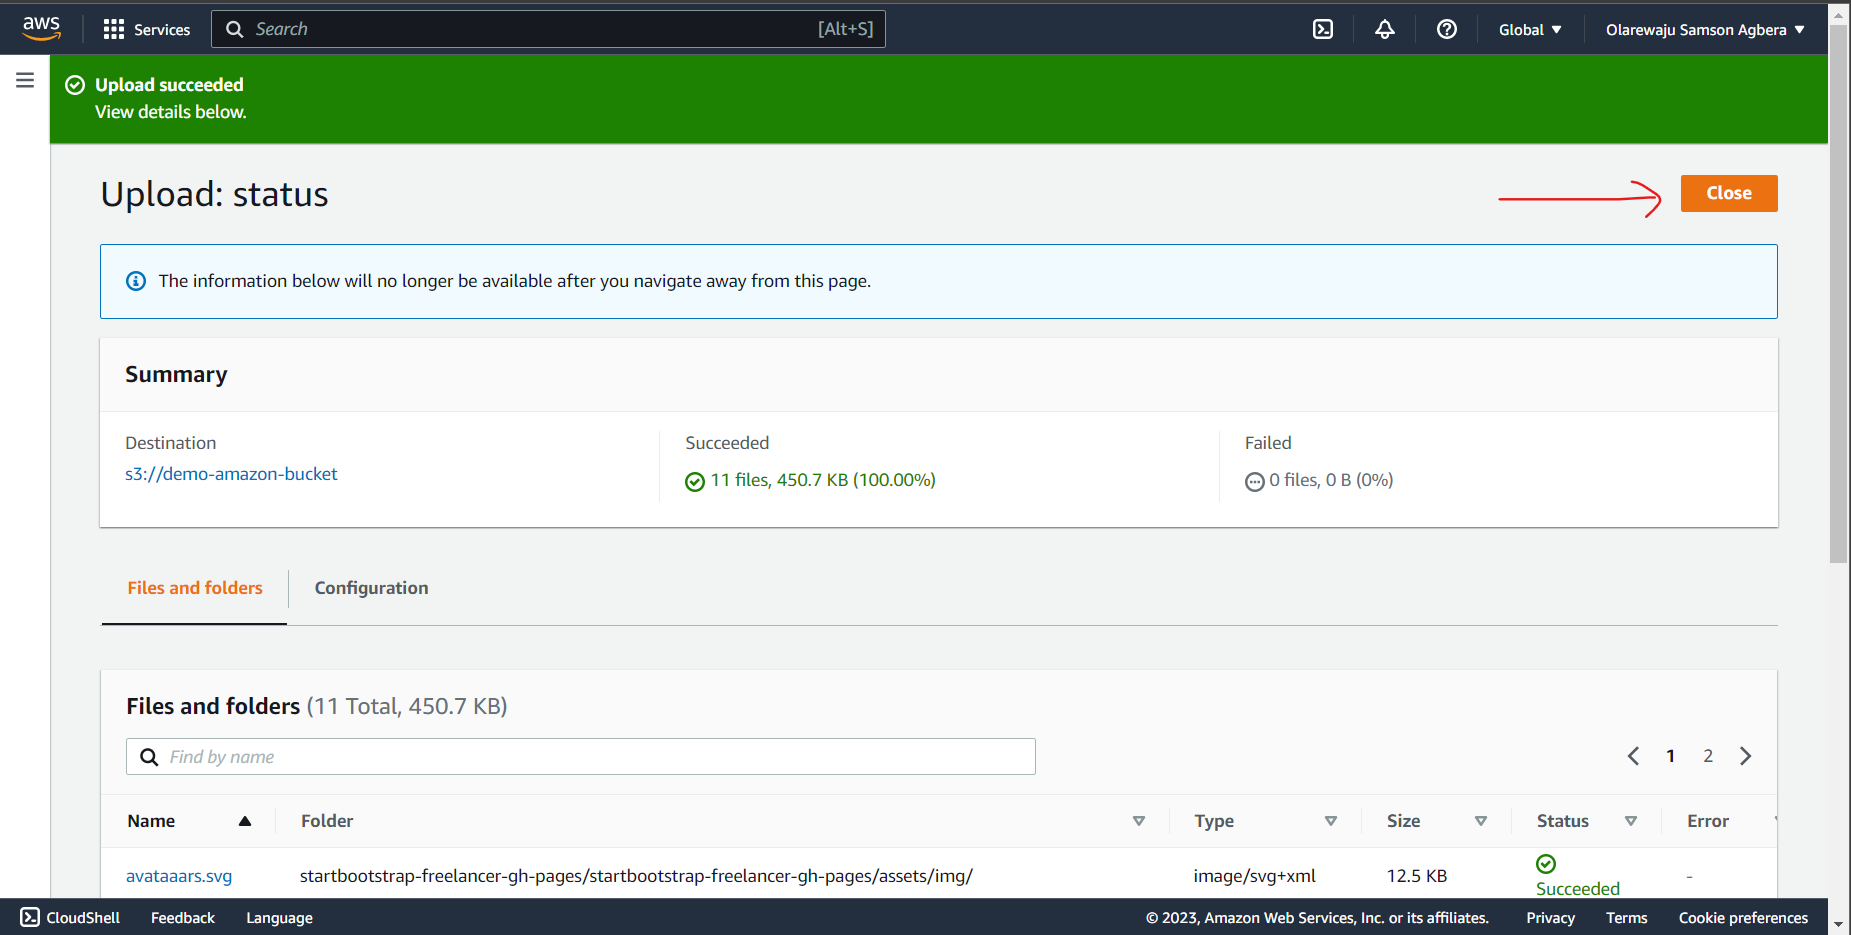 aws
Services
Search
[Alt+S]
Global
Olarewaju Samson Agbera
Upload succeeded
View details below.
Upload: status
Close
The information below will no longer be available after you navigate away from this page.
Summary
Destination
s3://demo-amazon-bucket
Succeeded
11 files, 450.7 KB (100.00%)
Failed
0 files, 0 B (0%)
Files and folders
Configuration
Files and folders (11 Total, 450.7 KB)
Find by name
1
2
Name
Folder
Type
Size
Status
Error
avataaars.svg
startbootstrap-freelancer-gh-pages/startbootstrap-freelancer-gh-pages/assets/img/
image/svg+xml
12.5 KB
Succeeded
-
CloudShell
Feedback
Language
© 2023, Amazon Web Services, Inc. or its affiliates.
Privacy
Terms
Cookie preferences